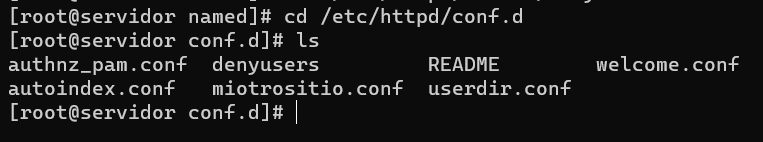 [root@servidor named]# cd /etc/httpd/conf.d
[root@servidor conf.d]# ls
authnz_pam.conf  denyusers         README        welcome.conf
autoindex.conf   miotrositio.conf  userdir.conf
[root@servidor conf.d]#